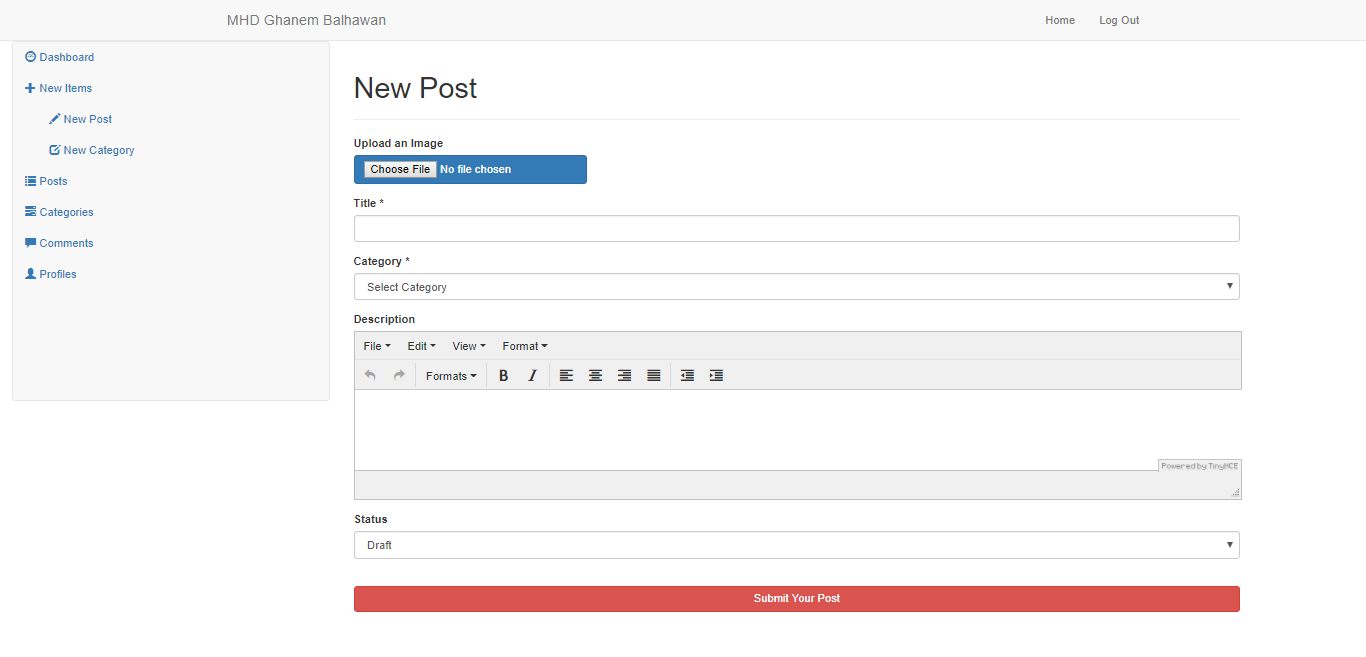 MHD Ghanem Balhawan Home Log Out
Dashboard
New Items
New Post
New Category
Posts
Categories
Comments
Profiles
New Post
Upload an Image
Choose File No file chosen
Title *
Category *
Select Category
Description
File Edit View Format
Formats B I
Powered by TinyMCE
Status
Draft
Submit Your Post